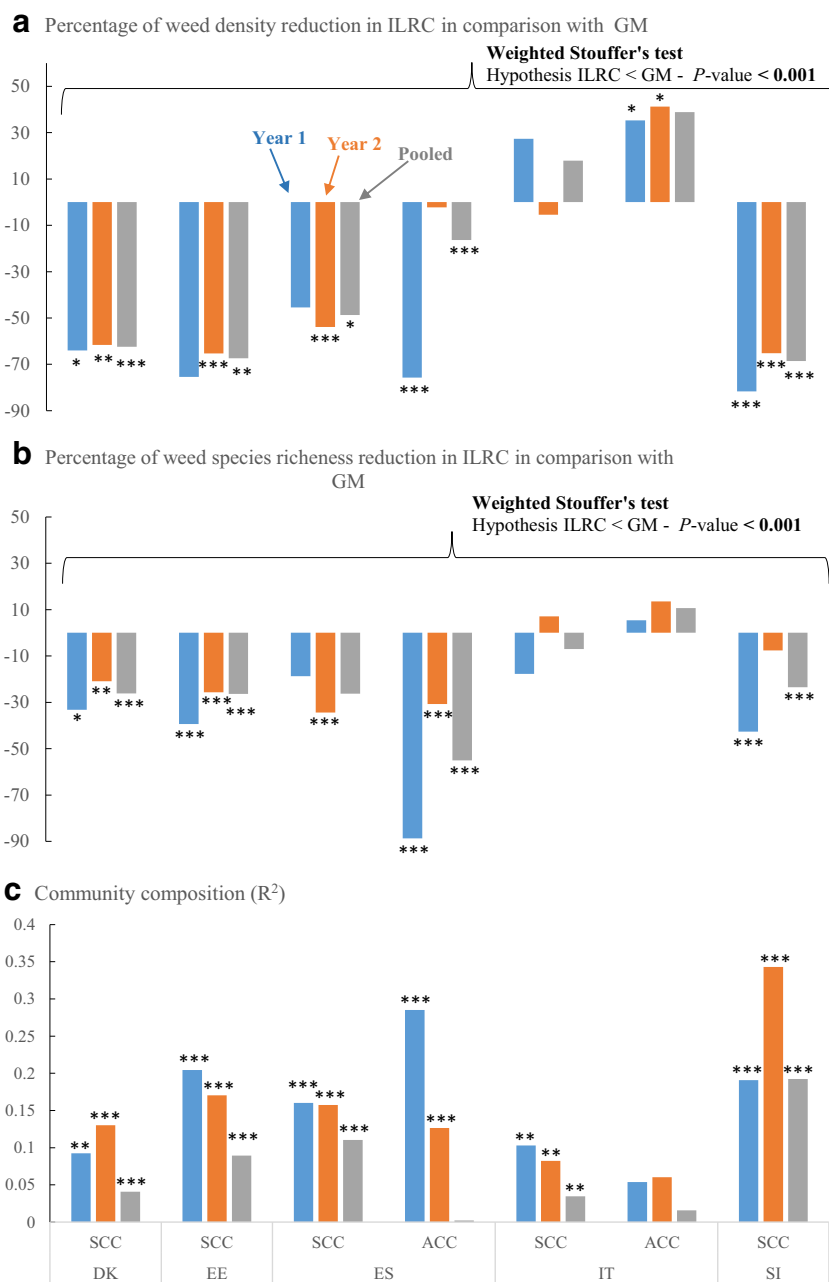 a Percentage of weed density reduction in ILRC in comparison with GM
Weighted Stouffer's test
Hypothesis ILRC < GM - P-value < 0.001
50
30
10
-10
-30
-50
-70
-90
Year 1
Year 2
Pooled
* ** ***
*** **
*** *
*** ***
* *
*** *** ***
b Percentage of weed species richeness reduction in ILRC in comparison with
GM
Weighted Stouffer's test
Hypothesis ILRC < GM - P-value < 0.001
50
30
10
-10
-30
-50
-70
-90
* ** ***
*** *** ***
***
*** *** ***
*** ***
c Community composition (R²)
0.4
0.35
0.3
0.25
0.2
0.15
0.1
0.05
0
** *** ***
*** *** ***
*** *** ***
*** ***
** ** **
*** *** ***
SCC SCC SCC ACC SCC ACC SCC
DK EE ES IT SI